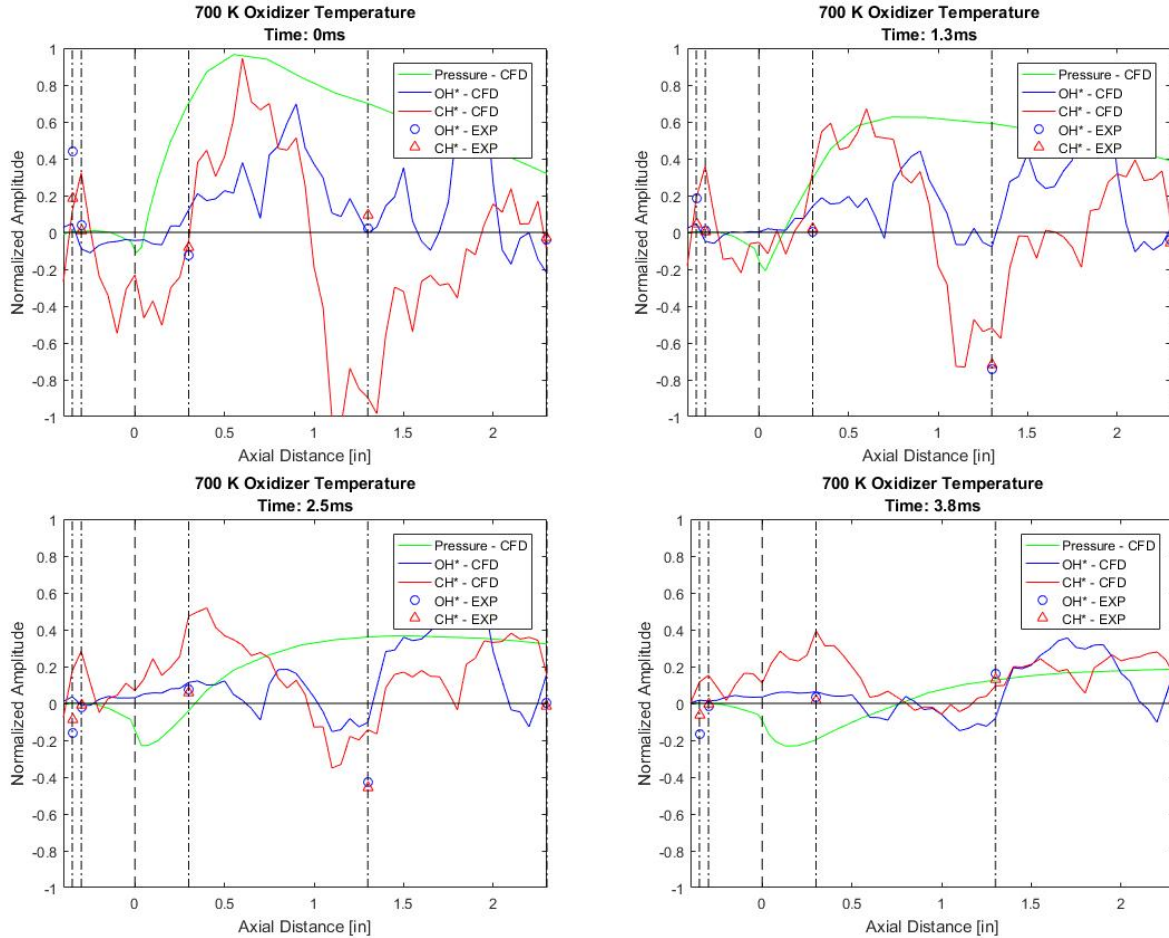 700 K Oxidizer Temperature
Time: 0ms
Normalized Amplitude
1
0.8
0.6
0.4
0.2
0
-0.2
-0.4
-0.6
-0.8
-1
Pressure - CFD
OH* - CFD
CH* - CFD
OH* - EXP
CH* - EXP
0 0.5 1 1.5 2
Axial Distance [in]
700 K Oxidizer Temperature
Time: 1.3ms
Normalized Amplitude
1
0.8
0.6
0.4
0.2
0
-0.2
-0.4
-0.6
-0.8
-1
Pressure - CFD
OH* - CFD
CH* - CFD
OH* - EXP
CH* - EXP
0 0.5 1 1.5 2
Axial Distance [in]
700 K Oxidizer Temperature
Time: 2.5ms
Normalized Amplitude
1
0.8
0.6
0.4
0.2
0
-0.2
-0.4
-0.6
-0.8
-1
Pressure - CFD
OH* - CFD
CH* - CFD
OH* - EXP
CH* - EXP
0 0.5 1 1.5 2
Axial Distance [in]
700 K Oxidizer Temperature
Time: 3.8ms
Normalized Amplitude
1
0.8
0.6
0.4
0.2
0
-0.2
-0.4
-0.6
-0.8
-1
Pressure - CFD
OH* - CFD
CH* - CFD
OH* - EXP
CH* - EXP
0 0.5 1 1.5 2
Axial Distance [in]